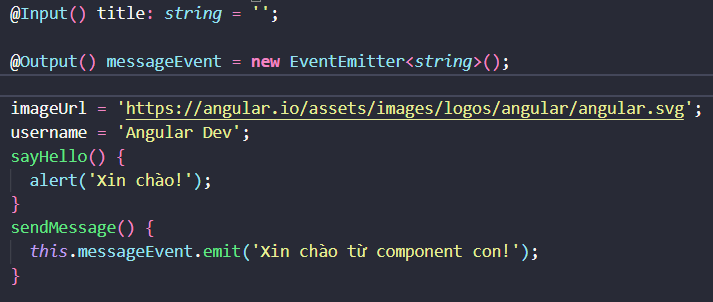 @Input() title: string = '';
@Output() messageEvent = new EventEmitter<string>();
imageUrl = 'https://angular.io/assets/images/logos/angular/angular.svg';
username = 'Angular Dev';
sayHello() {
alert('Xin chào!');
}
sendMessage() {
this.messageEvent.emit('Xin chào từ component con!');
}